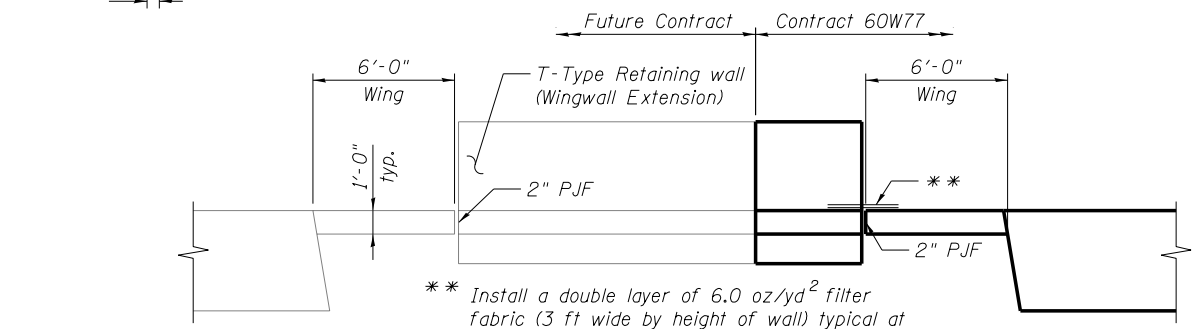 Future Contract
Contract 60W77
6'-0"
Wing
T-Type Retaining wall
(Wingwall Extension)
6'-0"
Wing
1'-0"
typ.
2" PJF
**
2" PJF
** Install a double layer of 6.0 oz/yd² filter
fabric (3 ft wide by height of wall) typical at